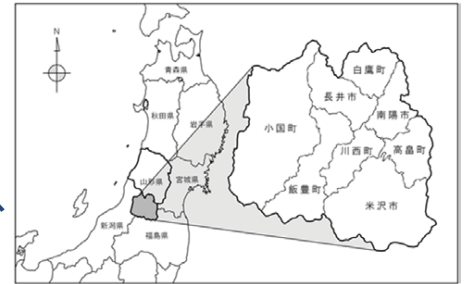 N
青森県
秋田県
岩手県
山形県
宮城県
新潟県
福島県
白鷹町
長井市
南陽市
小国町
川西町
高畠町
飯豊町
米沢市